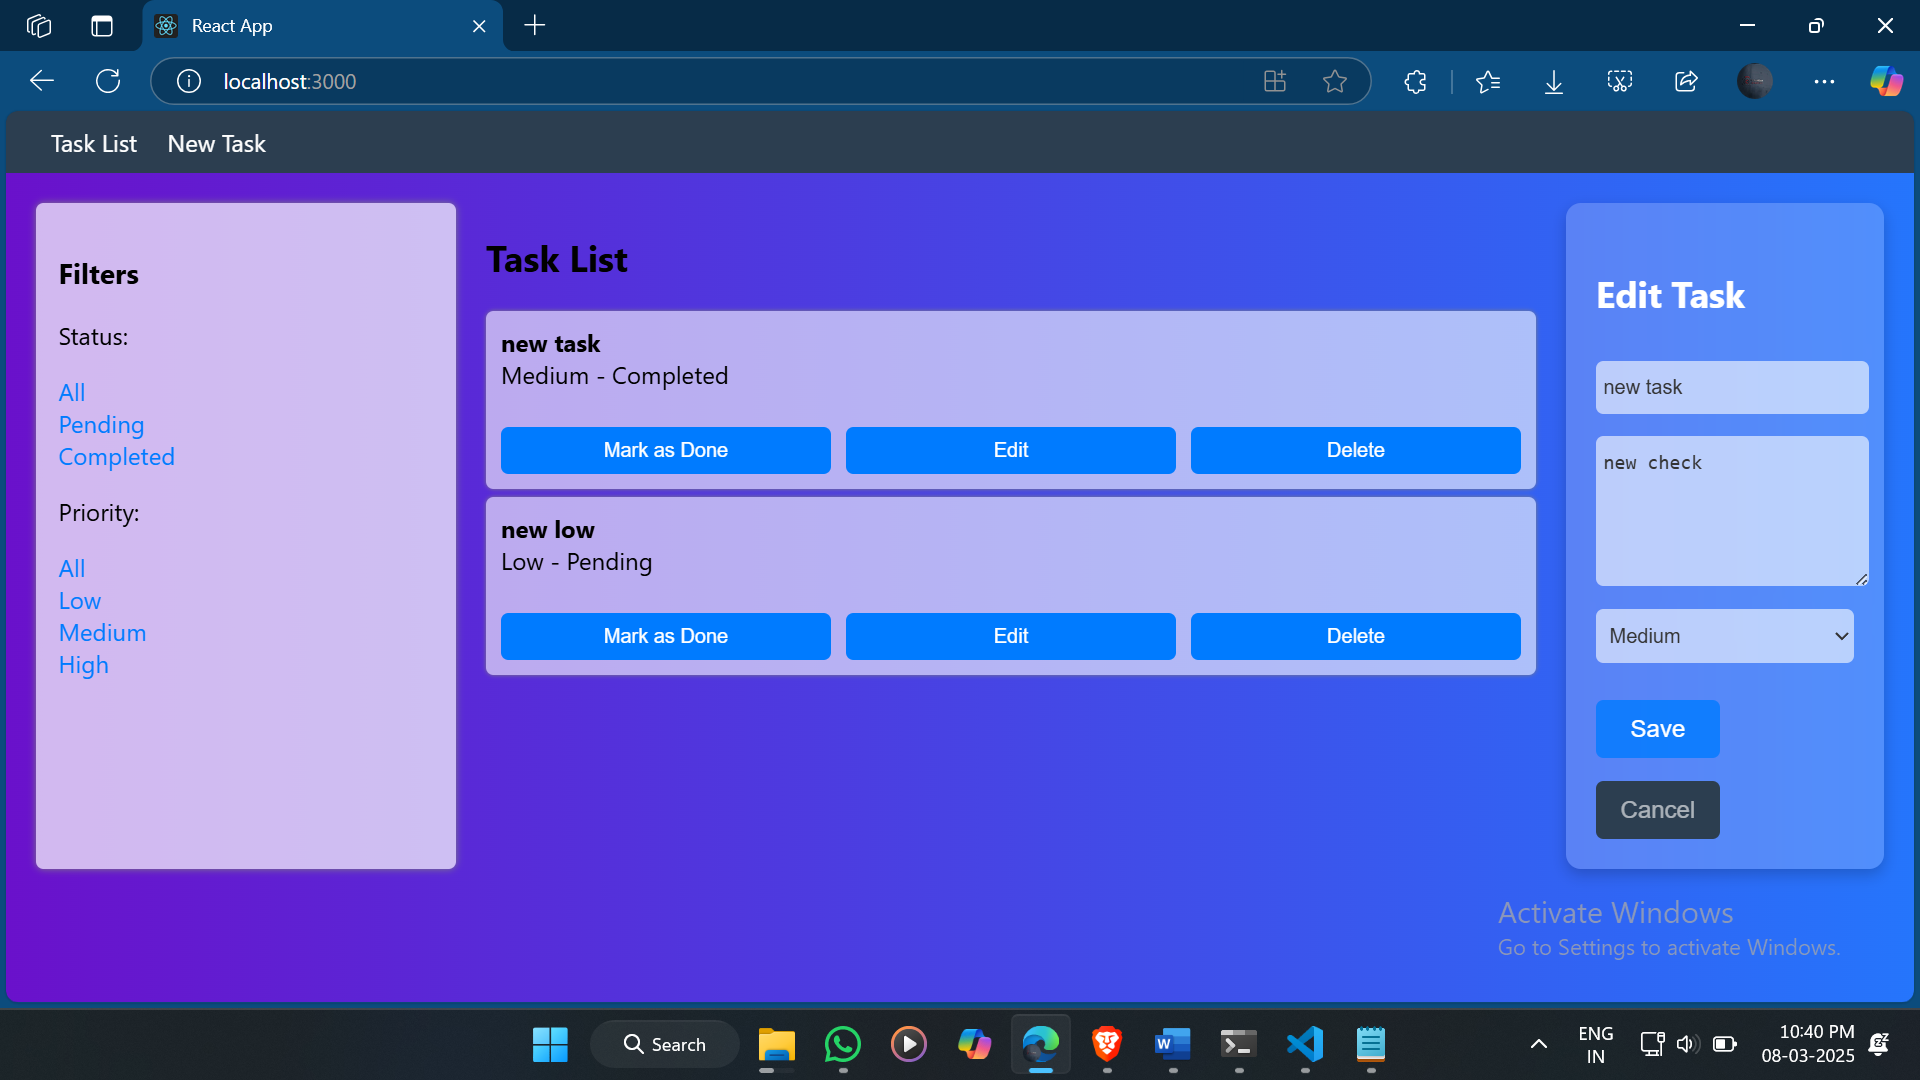 React App
localhost:3000
Task List New Task
Filters
Status:
All
Pending
Completed
Priority:
All
Low
Medium
High
Task List
new task
Medium - Completed
Mark as Done Edit Delete
new low
Low - Pending
Mark as Done Edit Delete
Edit Task
new task
new check
Medium
Save
Cancel
Activate Windows
Go to Settings to activate Windows.
Search
W
ENG
IN
10:40 PM
08-03-2025